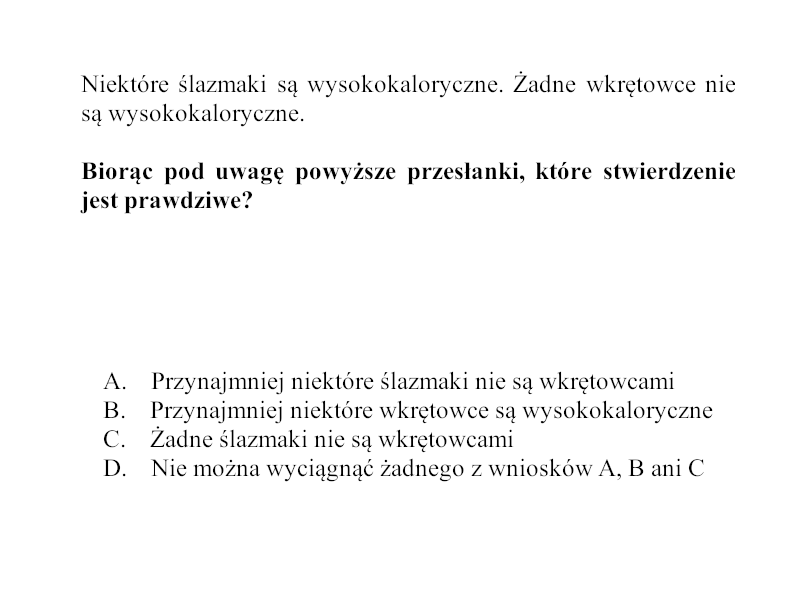 Niektóre ślazmaki są wysokokaloryczne. Żadne wkrętowce nie
są wysokokaloryczne.
Biorąc pod uwagę powyższe przesłanki, które stwierdzenie
jest prawdziwe?
A. Przynajmniej niektóre ślazmaki nie są wkrętowcami
B. Przynajmniej niektóre wkrętowce są wysokokaloryczne
C. Żadne ślazmaki nie są wkrętowcami
D. Nie można wyciągnąć żadnego z wniosków A, B ani C